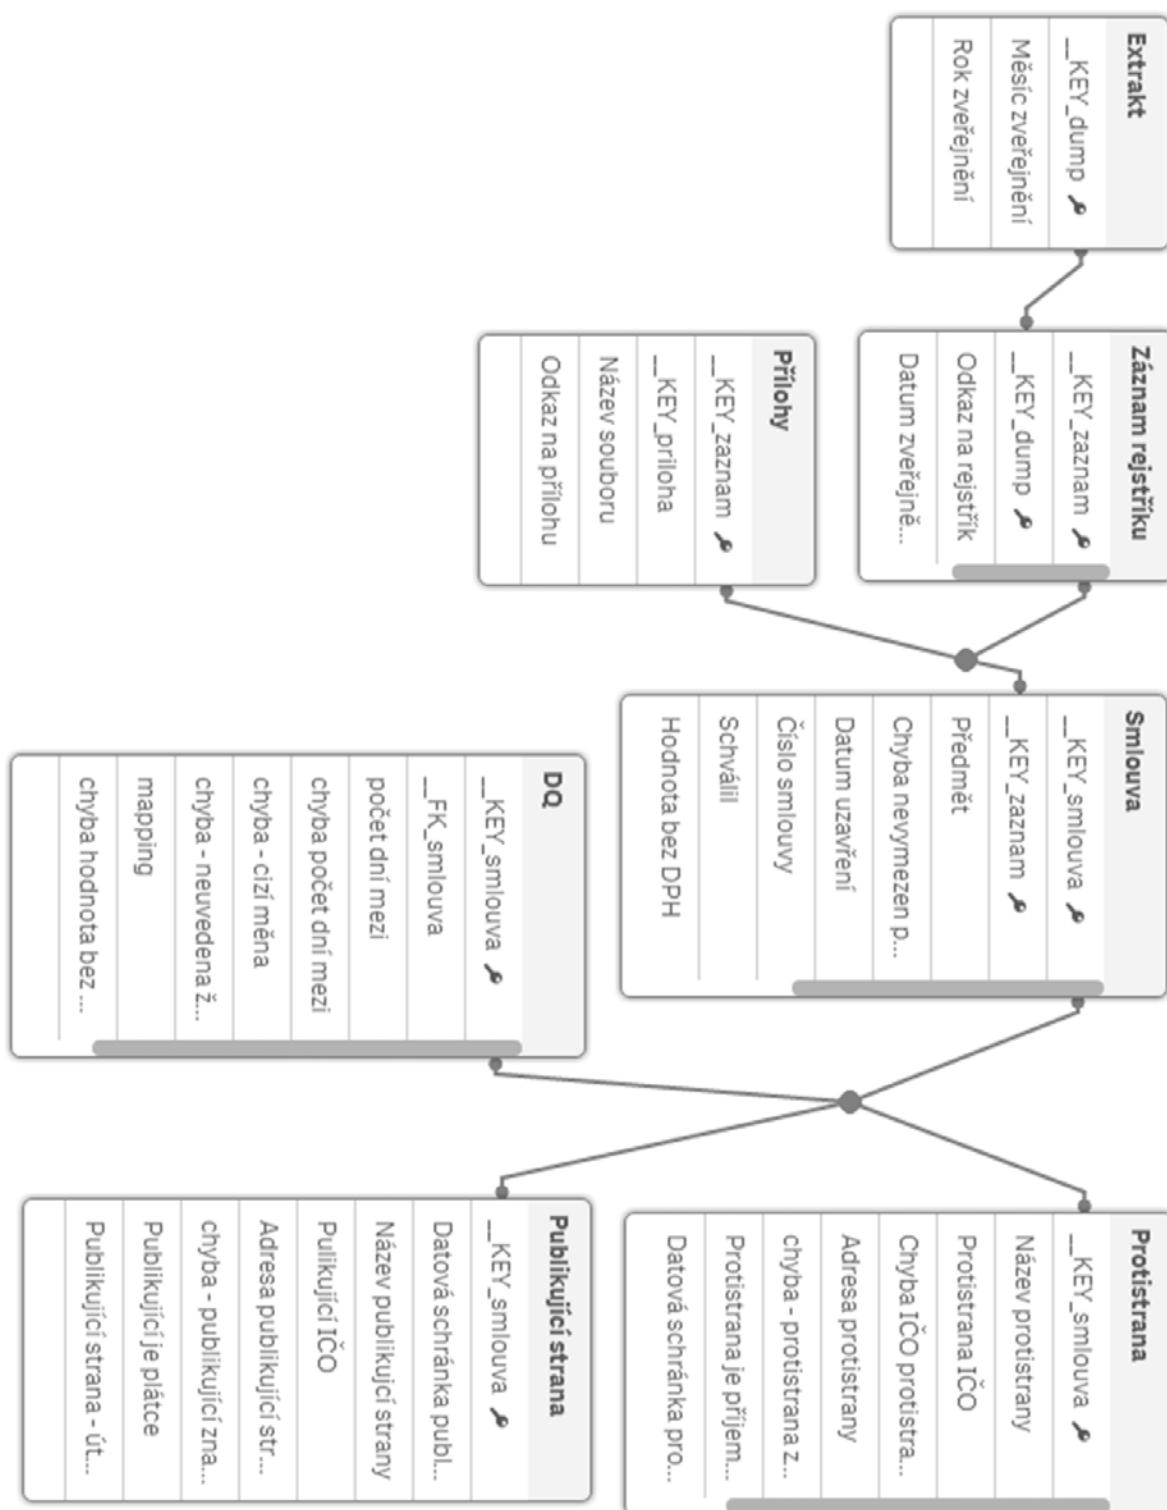 Extrakt
__KEY_dump
Měsíc zveřejnění
Rok zveřejnění
Záznam rejstříku
__KEY_zaznam
__KEY_dump
Odkaz na rejstřík
Datum zveřejně...
Přílohy
__KEY_zaznam
__KEY_priloha
Název souboru
Odkaz na přílohu
Smlouva
__KEY_smlouva
__KEY_zaznam
Předmět
Chyba nevymezen p...
Datum uzavření
Číslo smlouvy
Schválil
Hodnota bez DPH
DQ
__KEY_smlouva
__FK_smlouva
počet dní mezi
chyba počet dní mezi
chyba - cizí měna
chyba - neuvedena ž...
mapping
chyba hodnota bez ...
Protistrana
__KEY_smlouva
Název protistrany
Protistrana IČO
Chyba IČO protistra...
Adresa protistrany
chyba - protistrana z...
Protistrana je příjem...
Datová schránka pro...
Publikující strana
__KEY_smlouva
Datová schránka publ...
Název publikujcí strany
Pulikující IČO
Adresa publikující str...
chyba - publikující zna...
Publikující je plátce
Publikující strana - út...